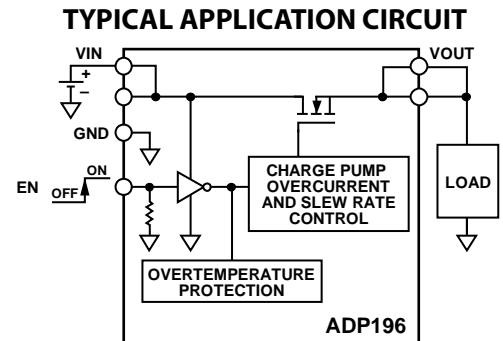 TYPICAL APPLICATION CIRCUIT
VIN
VOUT
+
–
GND
EN
OFF
ON
CHARGE PUMP
OVERCURRENT
AND SLEW RATE
CONTROL
LOAD
OVERTEMPERATURE
PROTECTION
ADP196